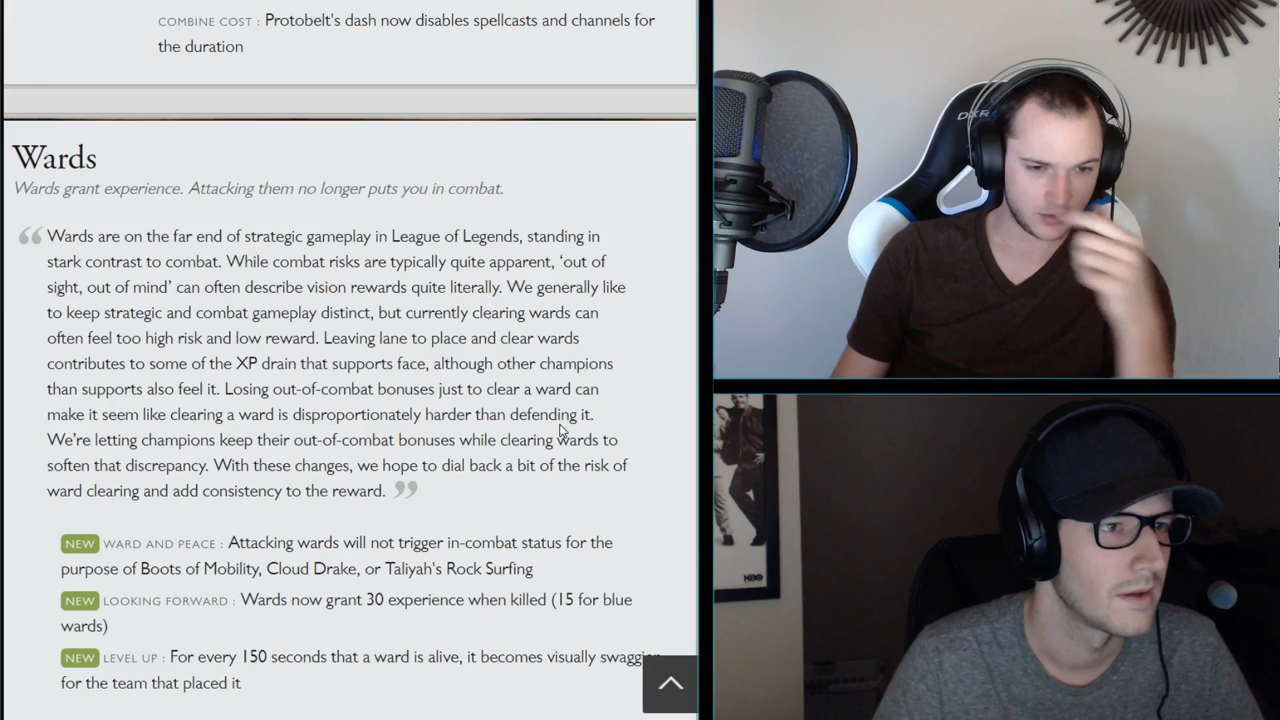 COMBINE COST : Protobelt's dash now disables spellcasts and channels for
the duration
Wards
Wards grant experience. Attacking them no longer puts you in combat.
“ Wards are on the far end of strategic gameplay in League of Legends, standing in
stark contrast to combat. While combat risks are typically quite apparent, ‘out of
sight, out of mind’ can often describe vision rewards quite literally. We generally like
to keep strategic and combat gameplay distinct, but currently clearing wards can
often feel too high risk and low reward. Leaving lane to place and clear wards
contributes to some of the XP drain that supports face, although other champions
than supports also feel it. Losing out-of-combat bonuses just to clear a ward can
make it seem like clearing a ward is disproportionately harder than defending it.
We’re letting champions keep their out-of-combat bonuses while clearing wards to
soften that discrepancy. With these changes, we hope to dial back a bit of the risk of
ward clearing and add consistency to the reward. ”
NEW WARD AND PEACE : Attacking wards will not trigger in-combat status for the
purpose of Boots of Mobility, Cloud Drake, or Taliyah's Rock Surfing
NEW LOOKING FORWARD : Wards now grant 30 experience when killed (15 for blue
wards)
NEW LEVEL UP : For every 150 seconds that a ward is alive, it becomes visually
for the team that placed it
HBO